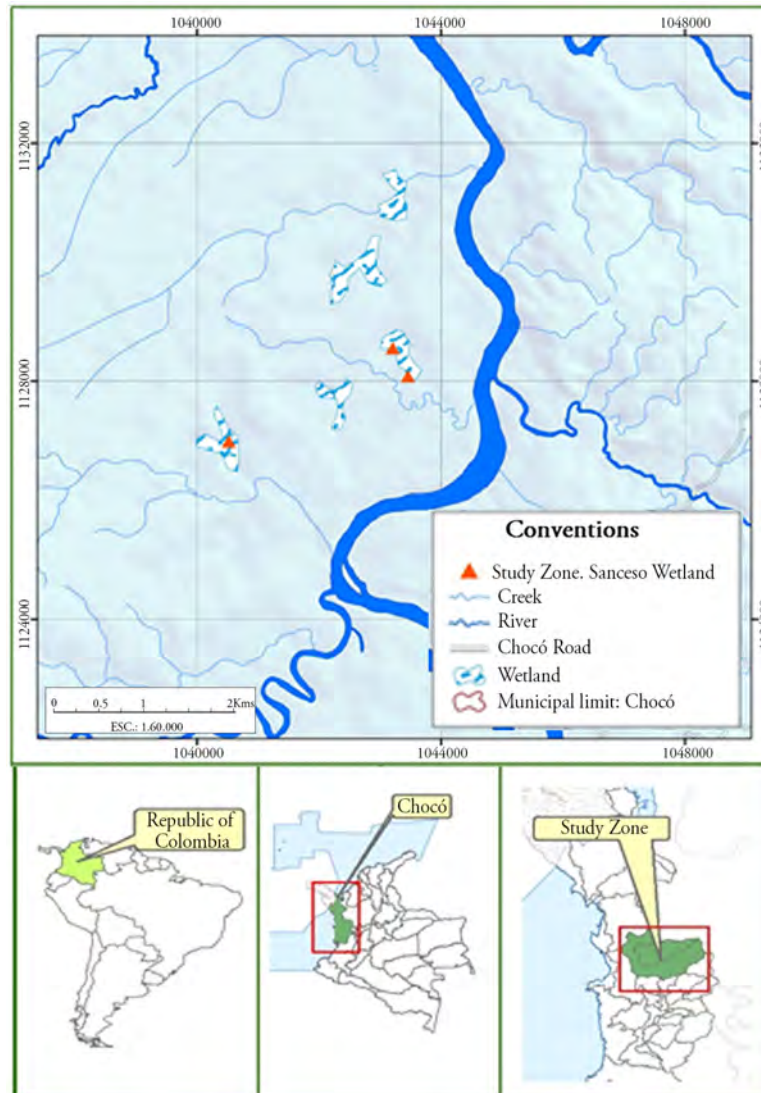 1040000 1044000 1048000
1132000
1128000
1124000
Conventions
Study Zone. Sanceso Wetland
Creek
River
Chocó Road
Wetland
Municipal limit: Chocó
0 0.5 1 2Kms
ESC.: 1:60.000
1040000 1044000 1048000
Republic of
Colombia
Chocó
Study Zone